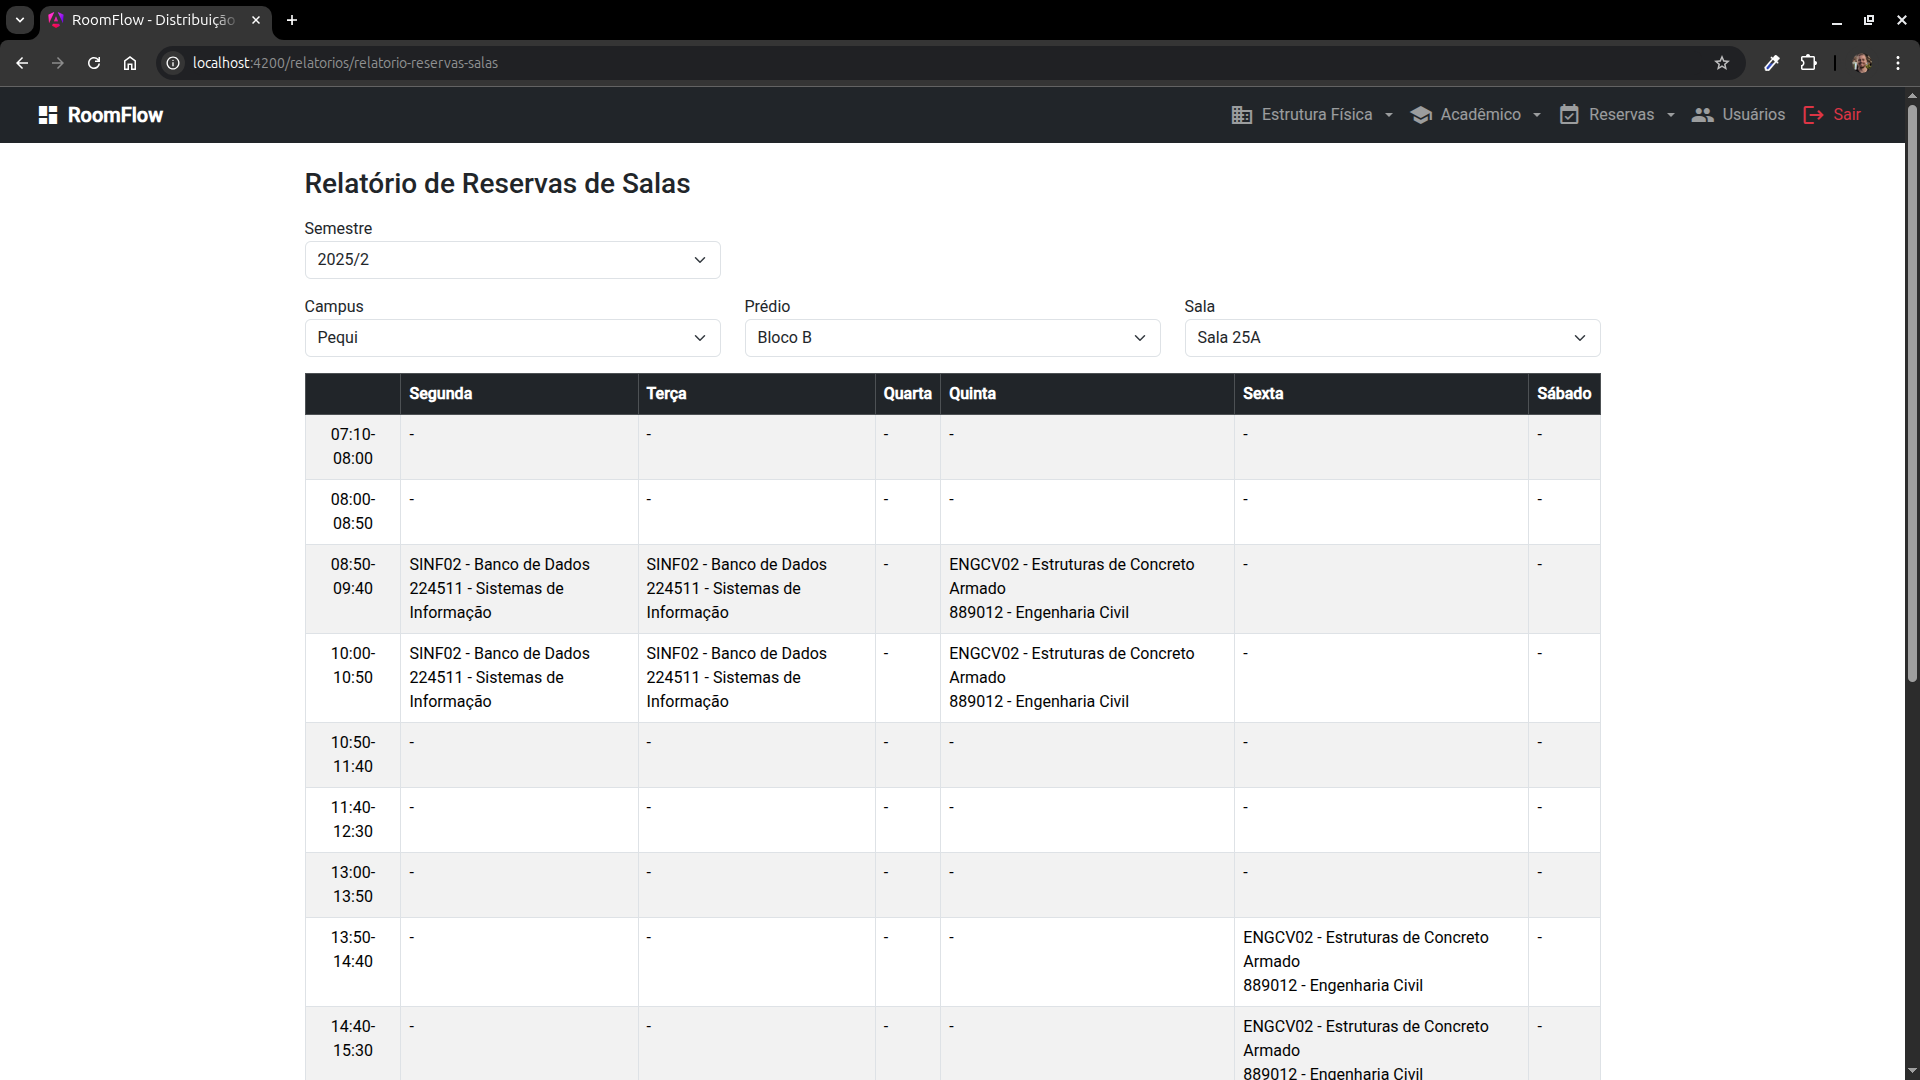 RoomFlow - Distribuição
localhost:4200/relatorios/relatorio-reservas-salas
RoomFlow
Estrutura Física
Acadêmico
Reservas
Usuários
Sair
Relatório de Reservas de Salas
Semestre
2025/2
Campus
Prédio
Sala
Pequi
Bloco B
Sala 25A
Segunda
Terça
Quarta
Quinta
Sexta
Sábado
07:10-
08:00
-
-
-
-
-
-
08:00-
08:50
-
-
-
-
-
-
08:50-
09:40
SINF02 - Banco de Dados
224511 - Sistemas de
Informação
SINF02 - Banco de Dados
224511 - Sistemas de
Informação
-
ENGCV02 - Estruturas de Concreto
Armado
889012 - Engenharia Civil
-
-
10:00-
10:50
SINF02 - Banco de Dados
224511 - Sistemas de
Informação
SINF02 - Banco de Dados
224511 - Sistemas de
Informação
-
ENGCV02 - Estruturas de Concreto
Armado
889012 - Engenharia Civil
-
-
10:50-
11:40
-
-
-
-
-
-
11:40-
12:30
-
-
-
-
-
-
13:00-
13:50
-
-
-
-
-
-
13:50-
14:40
-
-
-
-
ENGCV02 - Estruturas de Concreto
Armado
889012 - Engenharia Civil
-
14:40-
15:30
-
-
-
-
ENGCV02 - Estruturas de Concreto
Armado
889012 - Engenharia Civil
-